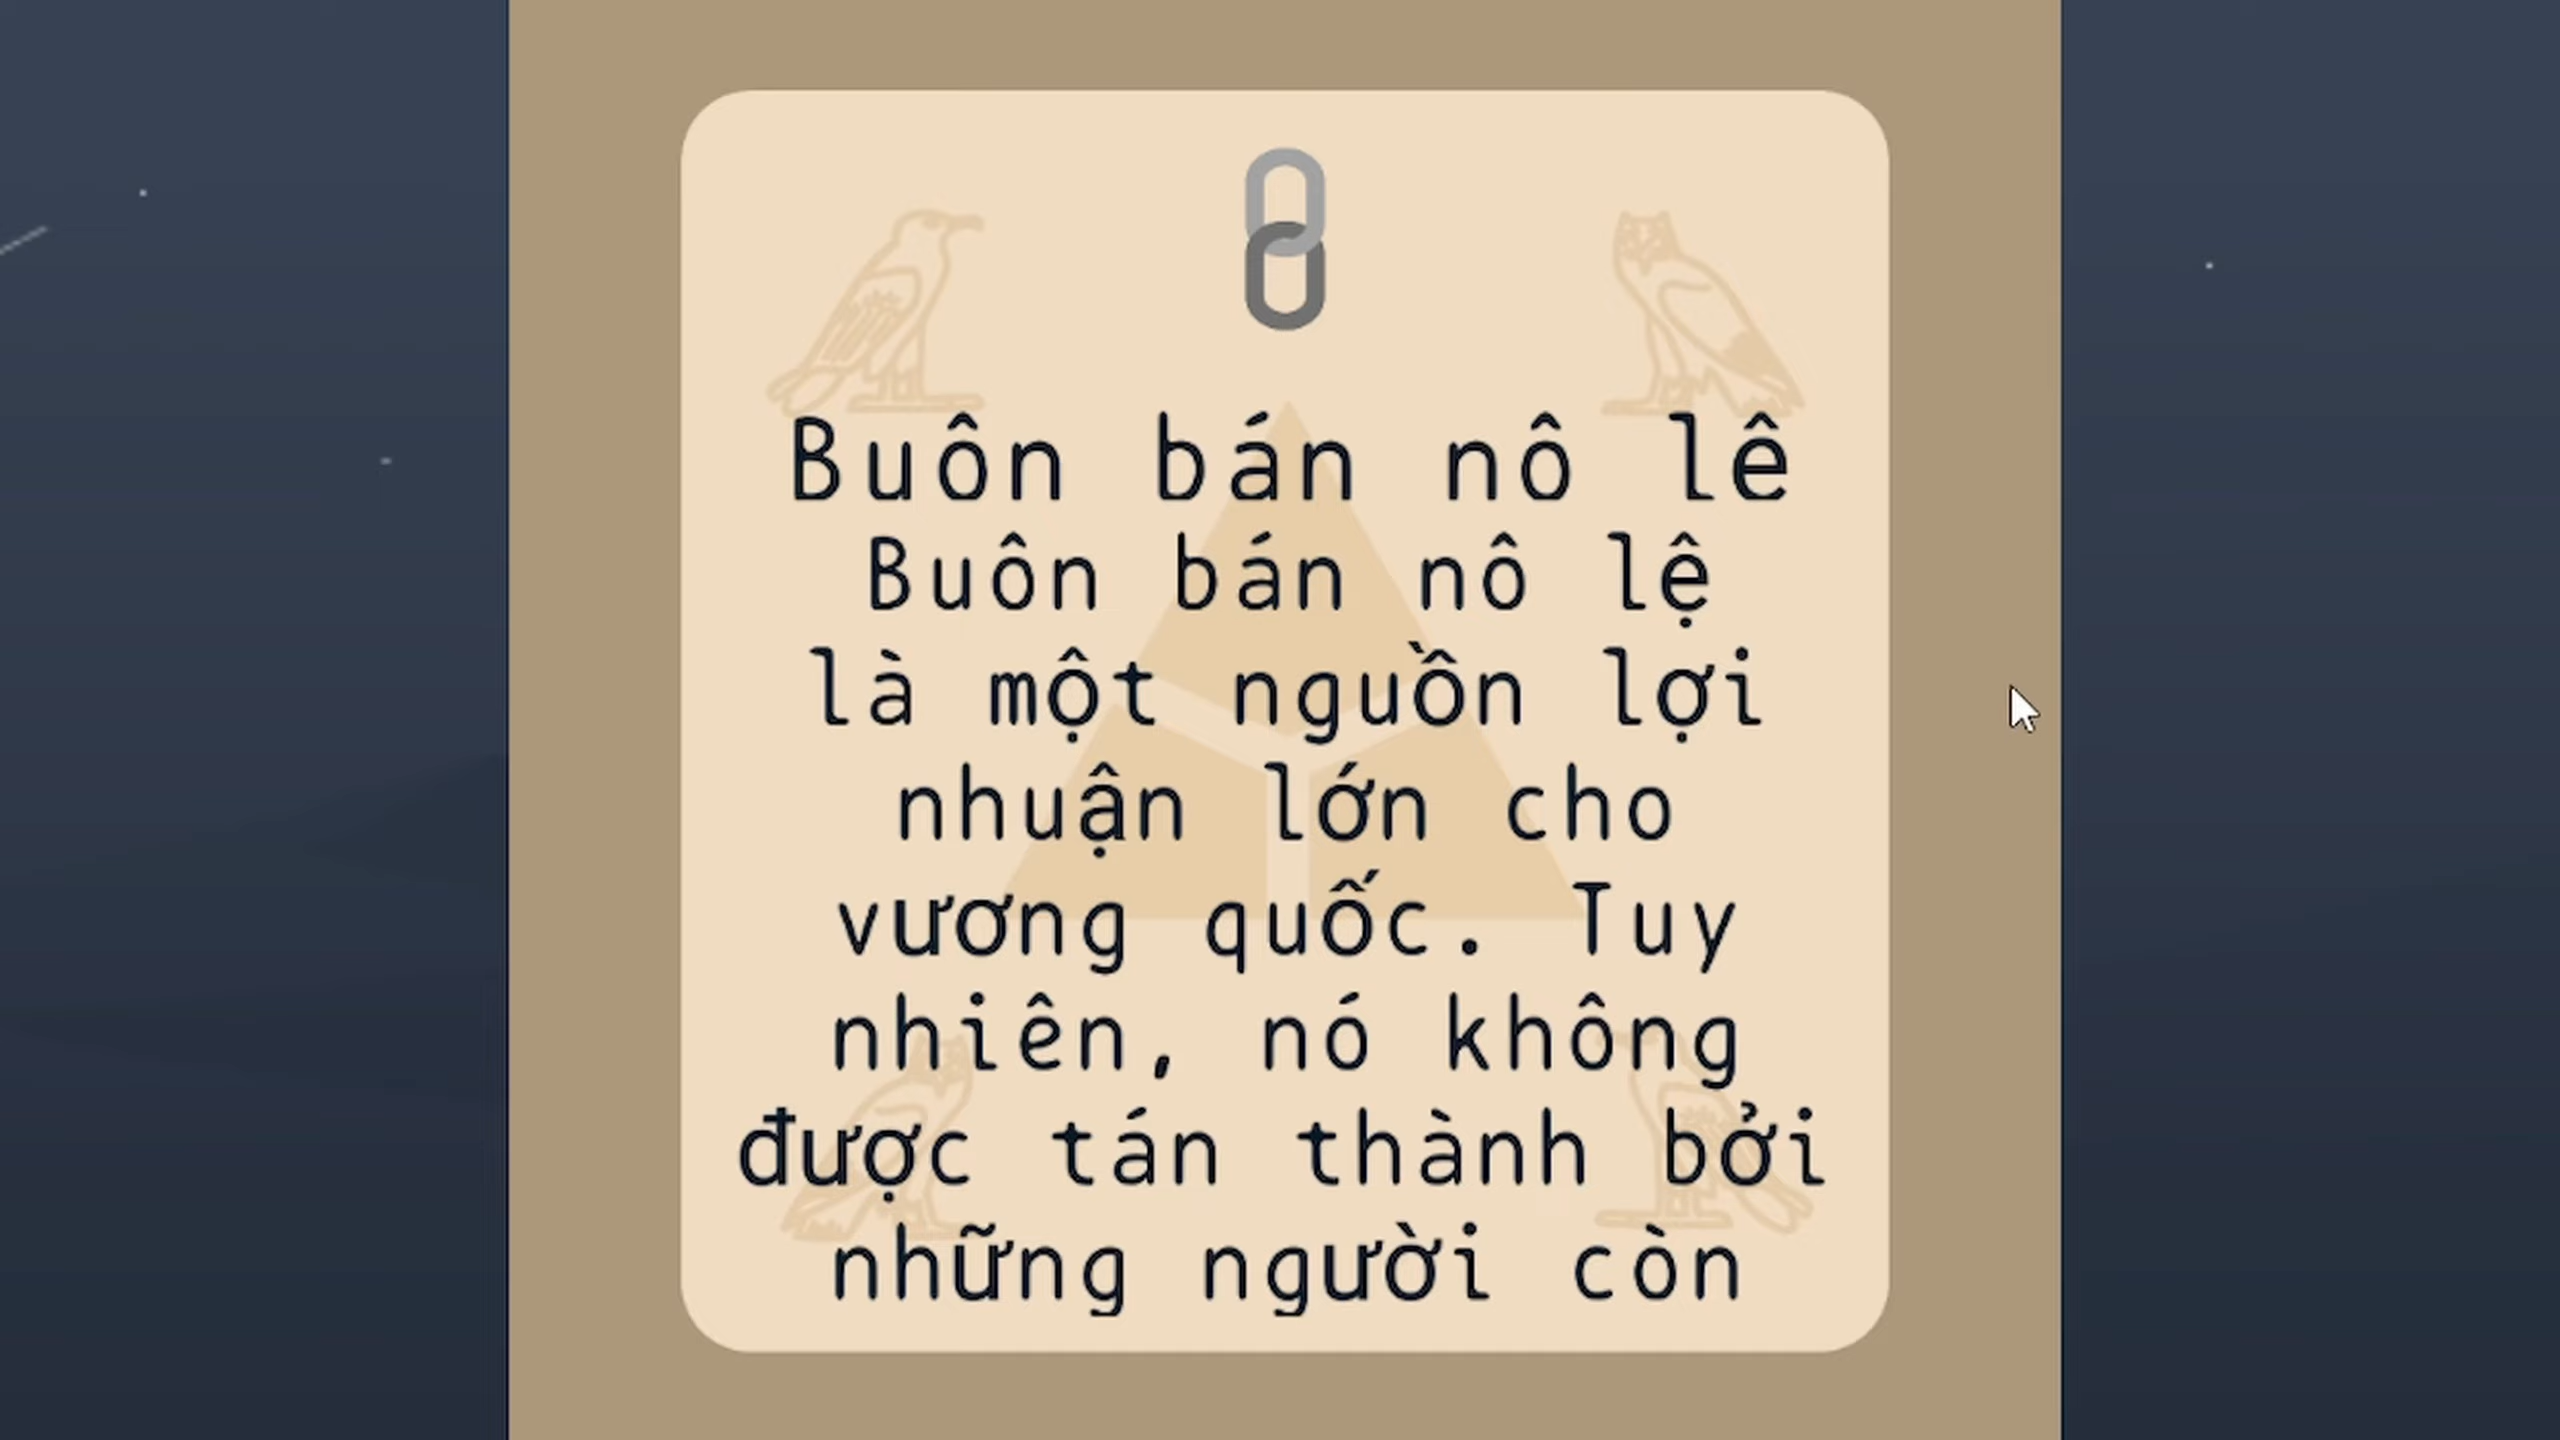 Buôn bán nô lê
Buôn bán nô lệ
là một nguồn lợi
nhuận lớn cho
vương quốc. Tuy
nhiên, nó không
được tán thành bởi
những người còn